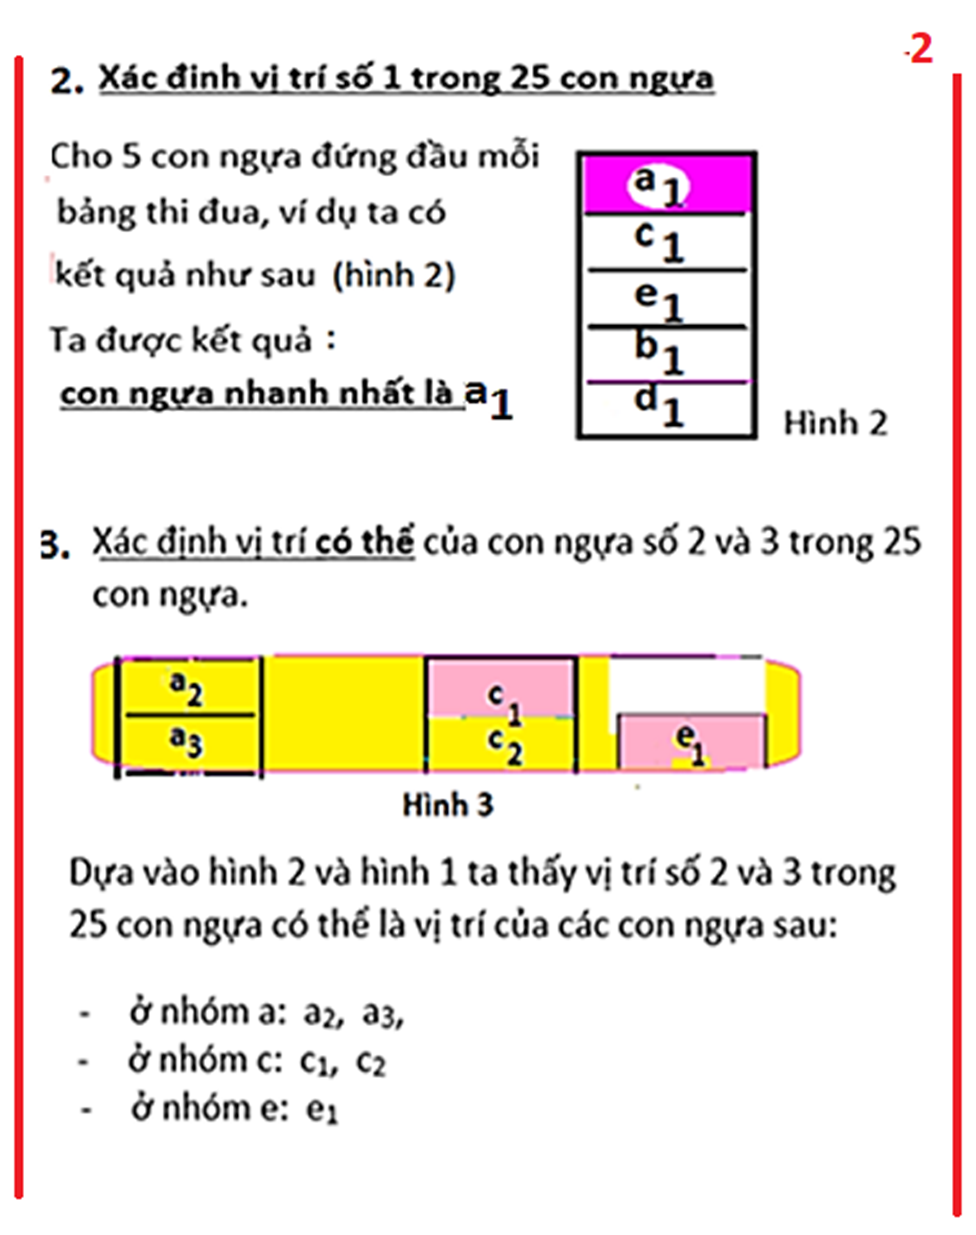 -2
2. Xác đinh vị trí số 1 trong 25 con ngựa
Cho 5 con ngựa đứng đầu mỗi
bảng thi đua, ví dụ ta có
kết quả như sau (hình 2)
Ta được kết quả :
con ngựa nhanh nhất là a1
a1
c1
e1
b1
d1
Hình 2
3. Xác định vị trí có thể của con ngựa số 2 và 3 trong 25
con ngựa.
a2
a3
c1
c2
e1
Hình 3
Dựa vào hình 2 và hình 1 ta thấy vị trí số 2 và 3 trong
25 con ngựa có thể là vị trí của các con ngựa sau:
- ở nhóm a: a2, a3,
- ở nhóm c: c1, c2
- ở nhóm e: e1